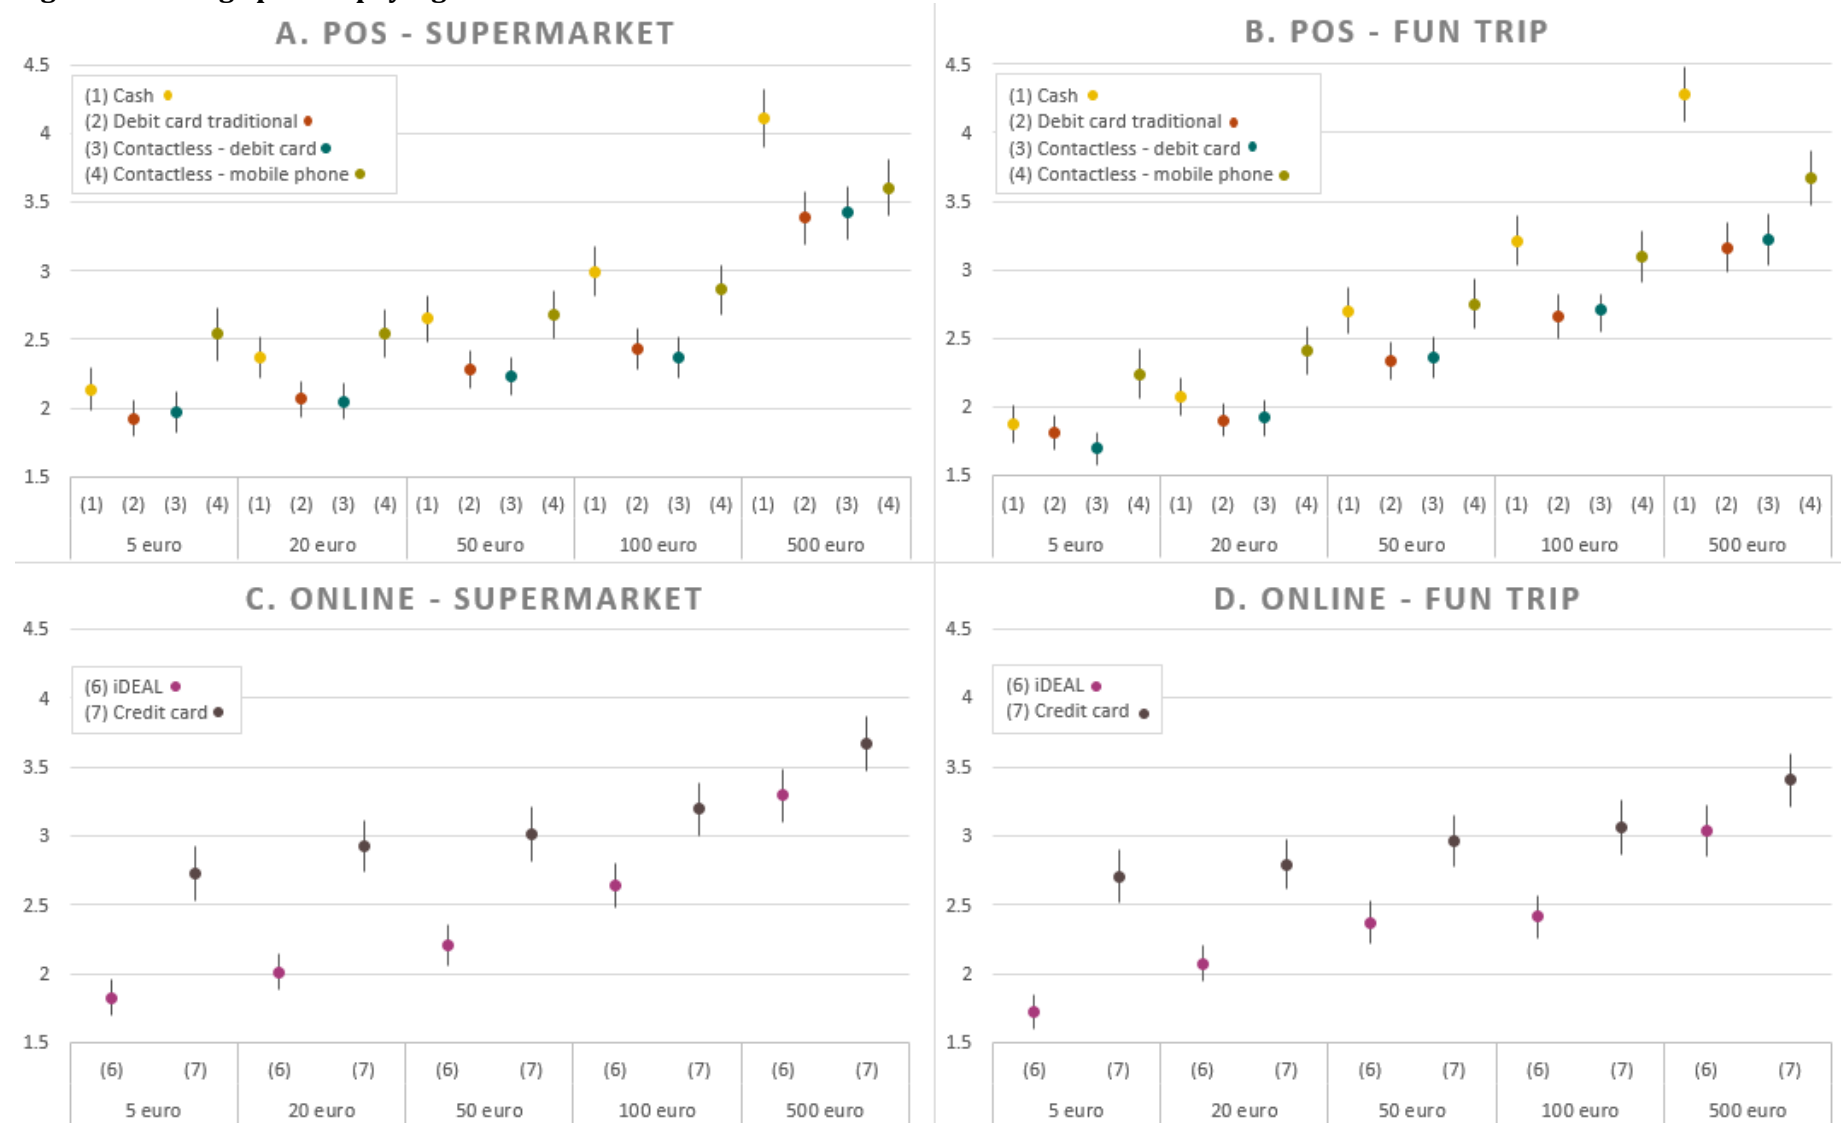 A. POS - SUPERMARKET
4.5
4
3.5
3
2.5
2
1.5
(1) Cash
(2) Debit card traditional
(3) Contactless - debit card
(4) Contactless - mobile phone
(1) (2) (3) (4) (1) (2) (3) (4) (1) (2) (3) (4) (1) (2) (3) (4) (1) (2) (3) (4)
5 euro 20 euro 50 euro 100 euro 500 euro
B. POS - FUN TRIP
4.5
4
3.5
3
2.5
2
1.5
(1) Cash
(2) Debit card traditional
(3) Contactless - debit card
(4) Contactless - mobile phone
(1) (2) (3) (4) (1) (2) (3) (4) (1) (2) (3) (4) (1) (2) (3) (4) (1) (2) (3) (4)
5 euro 20 euro 50 euro 100 euro 500 euro
C. ONLINE - SUPERMARKET
4.5
4
3.5
3
2.5
2
1.5
(6) iDEAL
(7) Credit card
(6) (7) (6) (7) (6) (7) (6) (7) (6) (7)
5 euro 20 euro 50 euro 100 euro 500 euro
D. ONLINE - FUN TRIP
4.5
4
3.5
3
2.5
2
1.5
(6) iDEAL
(7) Credit card
(6) (7) (6) (7) (6) (7) (6) (7) (6) (7)
5 euro 20 euro 50 euro 100 euro 500 euro